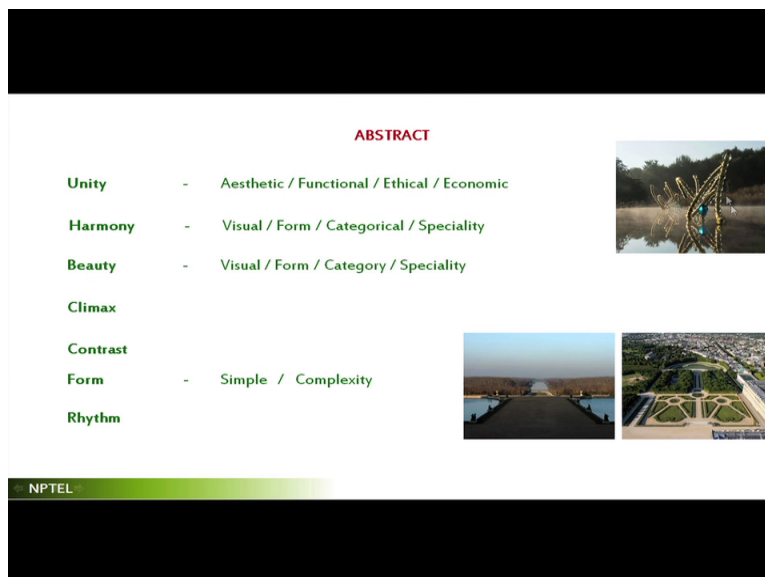 ABSTRACT
Unity - Aesthetic / Functional / Ethical / Economic
Harmony - Visual / Form / Categorical / Speciality
Beauty - Visual / Form / Category / Speciality
Climax
Contrast
Form - Simple / Complexity
Rhythm
NPTEL